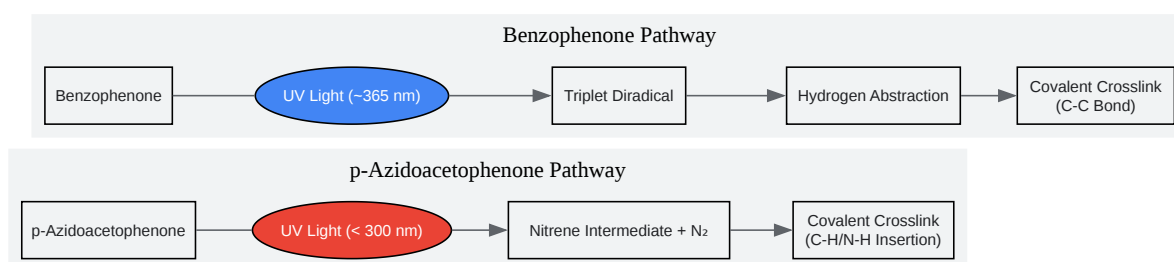 Benzophenone Pathway
Benzophenone
UV Light (~365 nm)
Triplet Diradical
Hydrogen Abstraction
Covalent Crosslink
(C-C Bond)
p-Azidoacetophenone Pathway
p-Azidoacetophenone
UV Light (< 300 nm)
Nitrene Intermediate + N₂
Covalent Crosslink
(C-H/N-H Insertion)